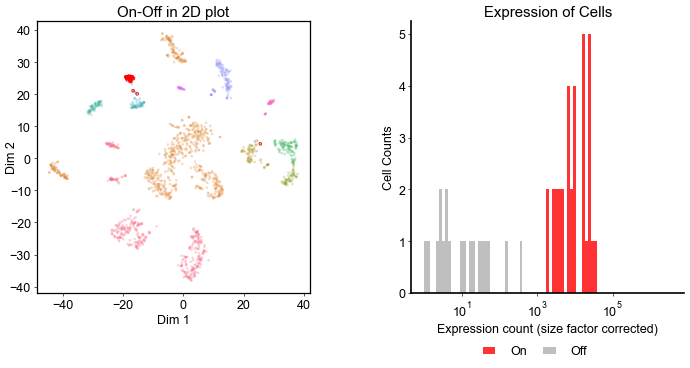 On-Off in 2D plot
40
30
20
10
0
−10
−20
−30
−40
Dim 2
−40 −20 0 20 40
Dim 1
Expression of Cells
5
4
3
2
1
0
Cell Counts
10^1 10^3 10^5
Expression count (size factor corrected)
On Off